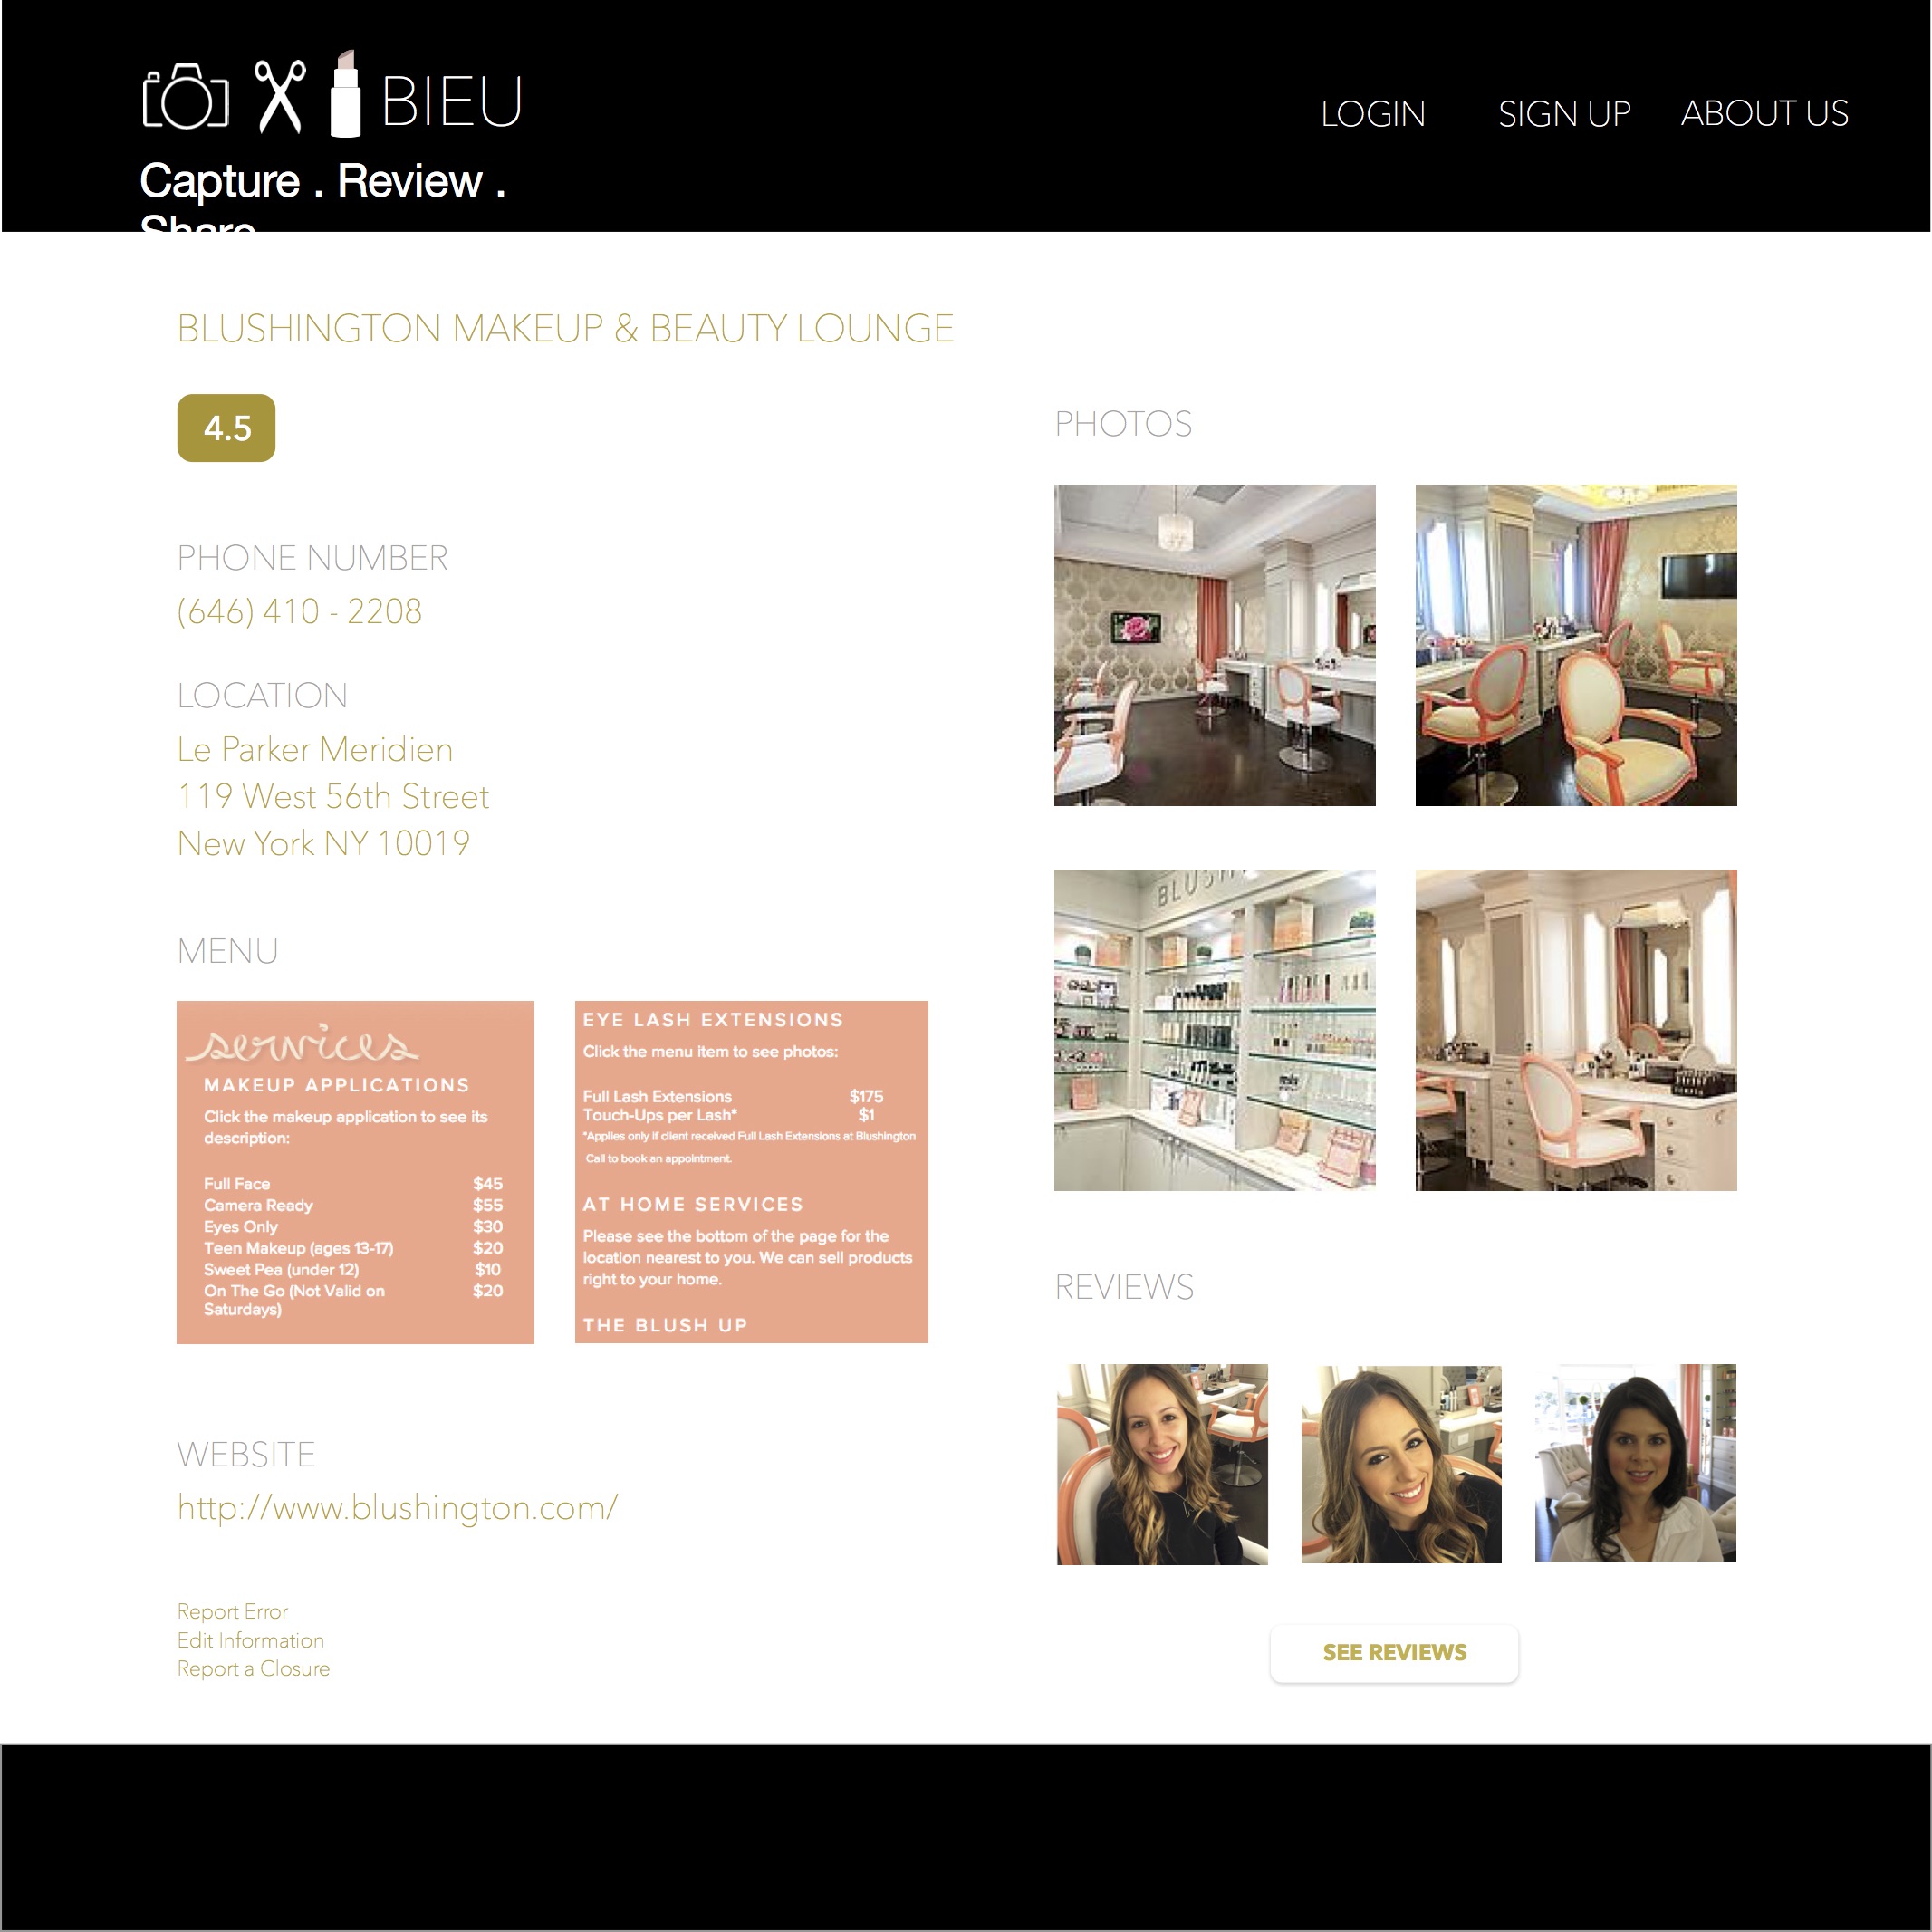 BIEU
LOGIN
SIGN UP
ABOUT US
Capture . Review .
Share
BLUSHINGTON MAKEUP & BEAUTY LOUNGE
4.5
PHONE NUMBER
(646) 410 - 2208
LOCATION
Le Parker Meridien
119 West 56th Street
New York NY 10019
MENU
services
MAKEUP APPLICATIONS
Click the makeup application to see its
description:
Full Face $45
Camera Ready $55
Eyes Only $30
Teen Makeup (ages 13-17) $20
Sweet Pea (under 12) $10
On The Go (Not Valid on $20
Saturdays)
EYE LASH EXTENSIONS
Click the menu item to see photos:
Full Lash Extensions $175
Touch-Ups per Lash* $1
*Applies only if client received Full Lash Extensions at Blushington
Call to book an appointment.
AT HOME SERVICES
Please see the bottom of the page for the
location nearest to you. We can sell products
right to your home.
THE BLUSH UP
WEBSITE
http://www.blushington.com/
Report Error
Edit Information
Report a Closure
PHOTOS
BLUSH
REVIEWS
SEE REVIEWS